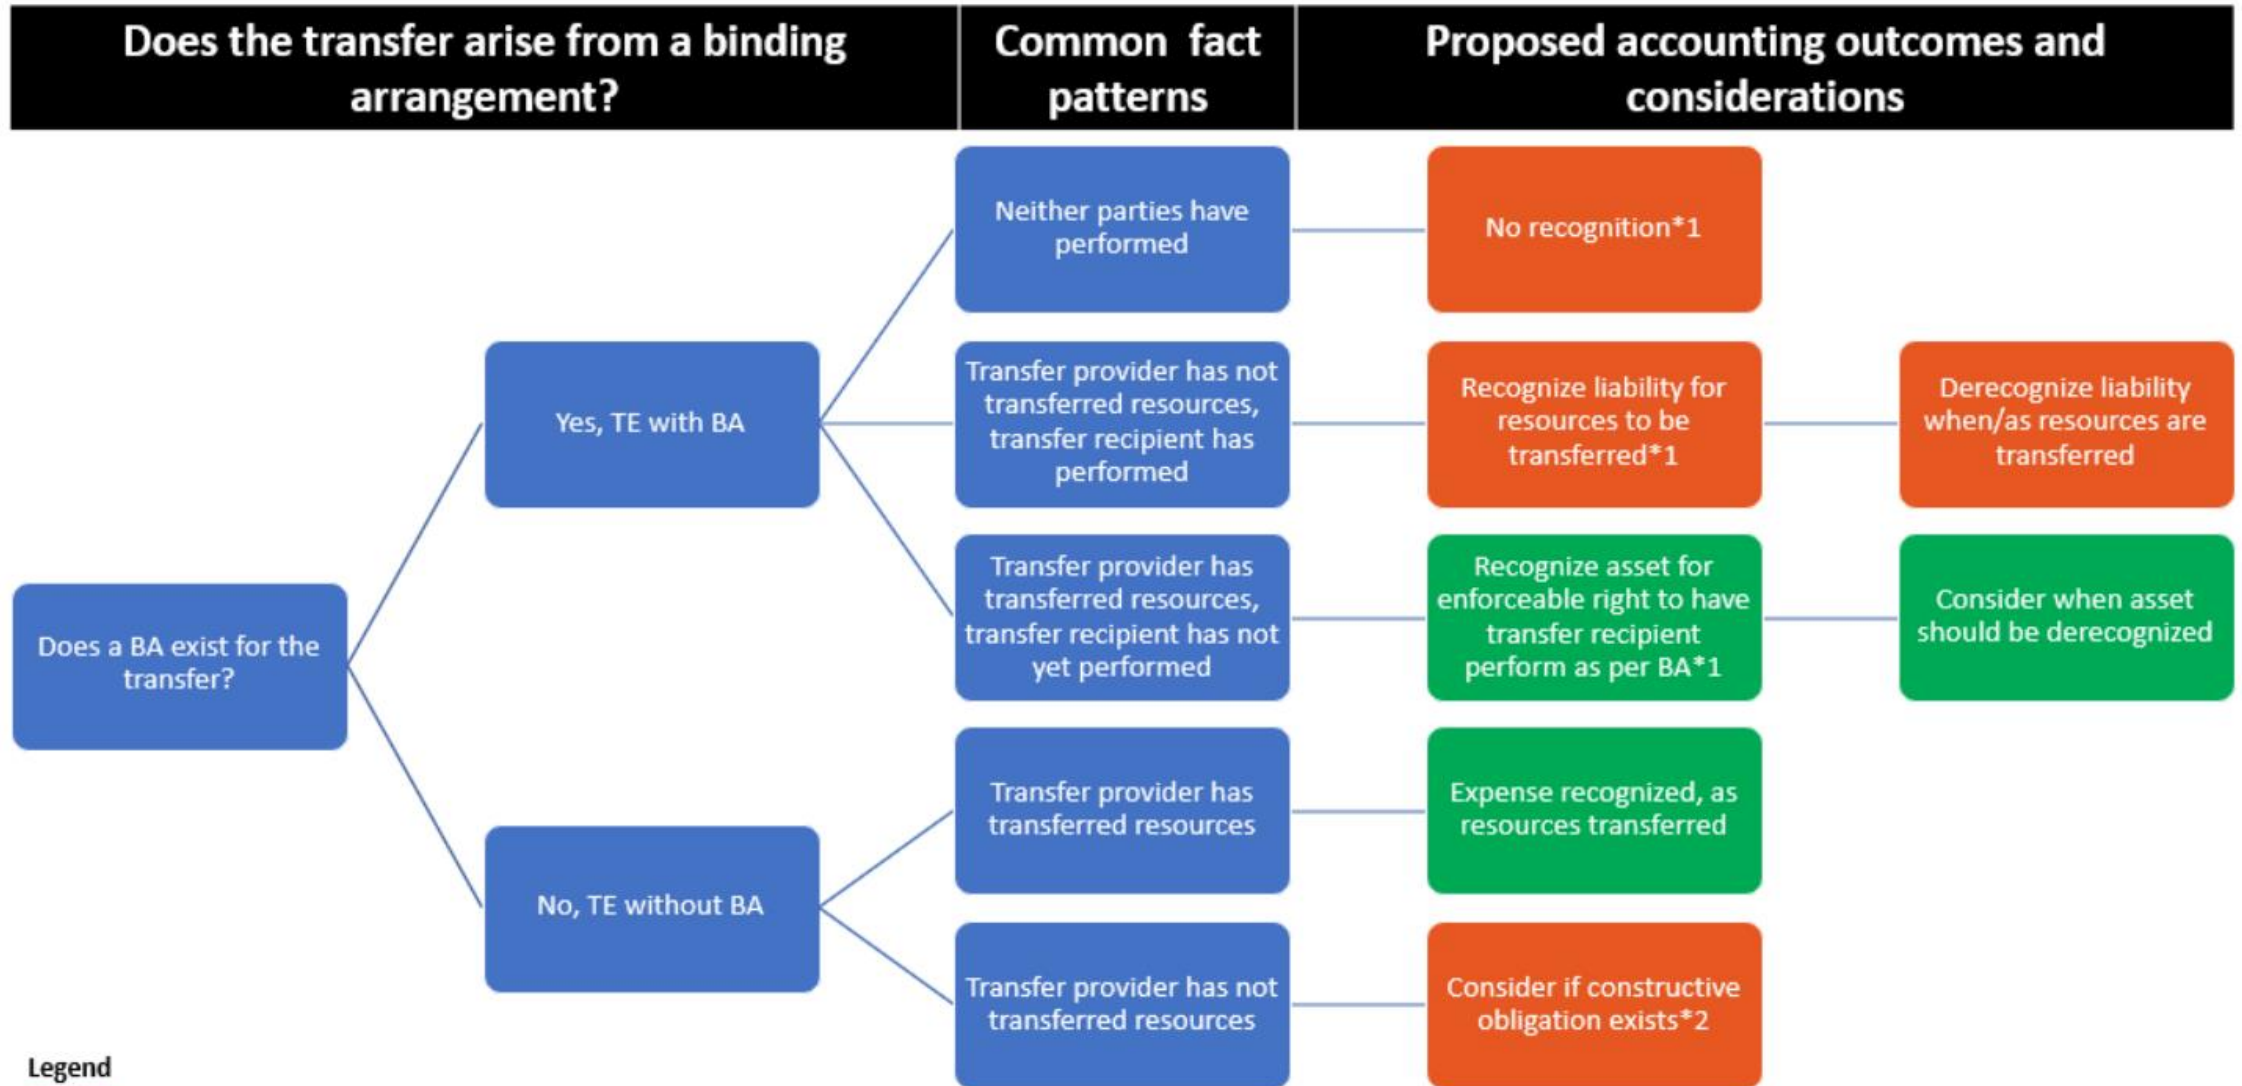 Does the transfer arise from a binding
arrangement?
Common fact
patterns
Proposed accounting outcomes and
considerations
Neither parties have
performed
No recognition*1
Yes, TE with BA
Transfer provider has not
transferred resources,
transfer recipient has
performed
Recognize liability for
resources to be
transferred*1
Derecognize liability
when/as resources are
transferred
Transfer provider has
transferred resources,
transfer recipient has not
yet performed
Recognize asset for
enforceable right to have
transfer recipient
perform as per BA*1
Consider when asset
should be derecognized
Does a BA exist for the
transfer?
Transfer provider has
transferred resources
Expense recognized, as
resources transferred
No, TE without BA
Transfer provider has not
transferred resources
Consider if constructive
obligation exists*2
Legend